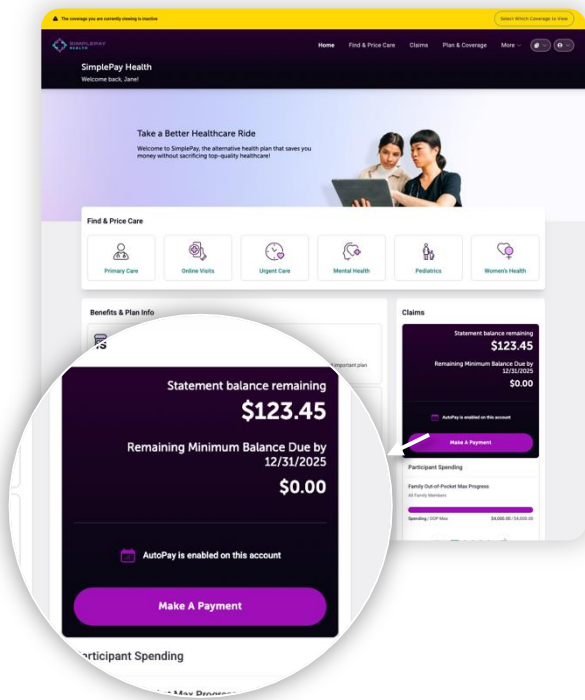 The coverage you are currently viewing is inactive
Select Which Coverage to View
SIMPLEPAY
HEALTH
Home
Find & Price Care
Claims
Plan & Coverage
More
SimplePay Health
Welcome back, Jane!
Take a Better Healthcare Ride
Welcome to SimplePay, the alternative
health plan that saves you
money without sacrificing top-quality
healthcare!
Find & Price Care
Primary Care
Online Visits
Urgent Care
Mental Health
Pediatrics
Women's Health
Benefits & Plan Info
important plan
Claims
Statement balance remaining
$123.45
Remaining Minimum Balance Due by
12/31/2025
$0.00
AutoPay is enabled on this account
Make A Payment
Participant Spending
Family Out-of-Pocket Max Progress
All Family Members
Spending / OOP Max
$4,000.00 / $4,000.00
Statement balance remaining
$123.45
Remaining Minimum Balance Due by
12/31/2025
$0.00
AutoPay is enabled on this account
Make A Payment
articipant Spending
Max Progress